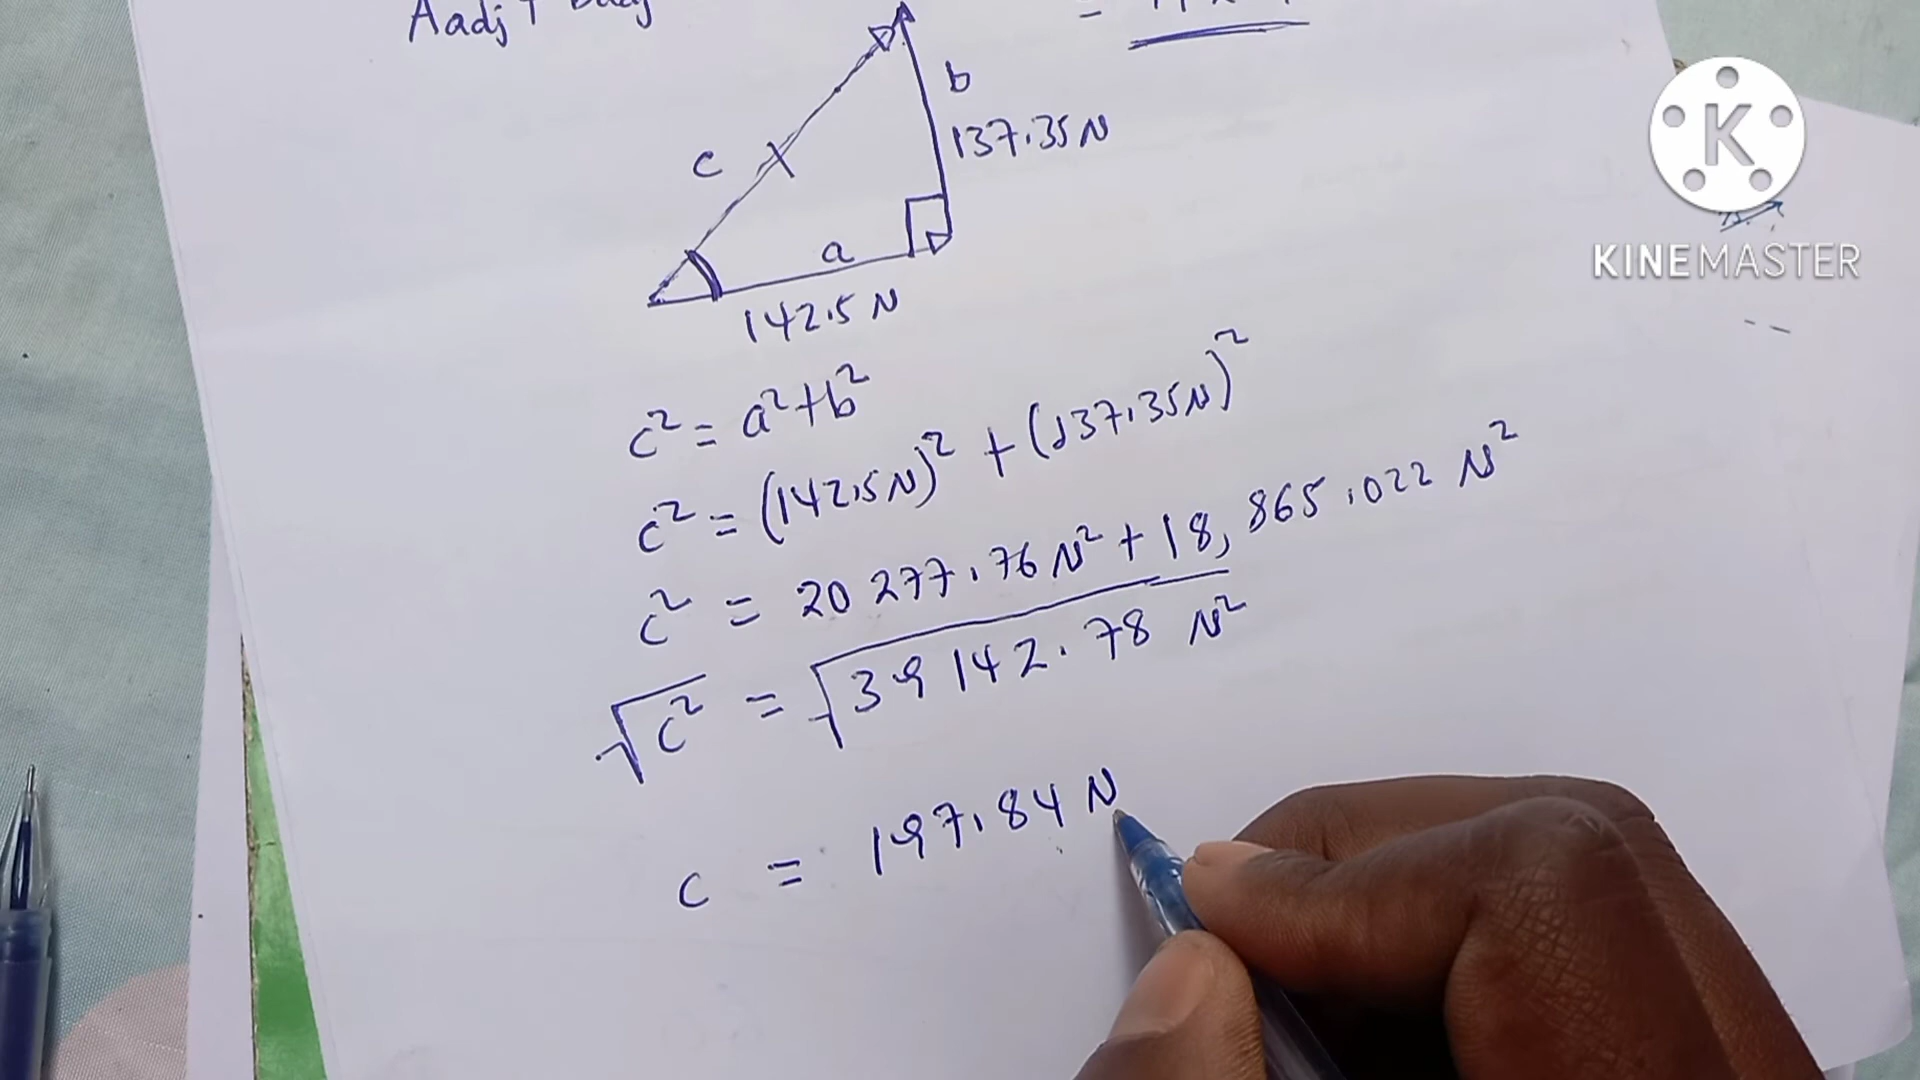 Aadj +
b
137.35N
c
a
142.5 N
c² = a²+b²
c² = (142.5N)² + (137.35N)²
c² = 20 277.76 N² + 18,865.022 N²
√c² = √39 142.78 N²
c = 197.84 N
K
KINEMASTER